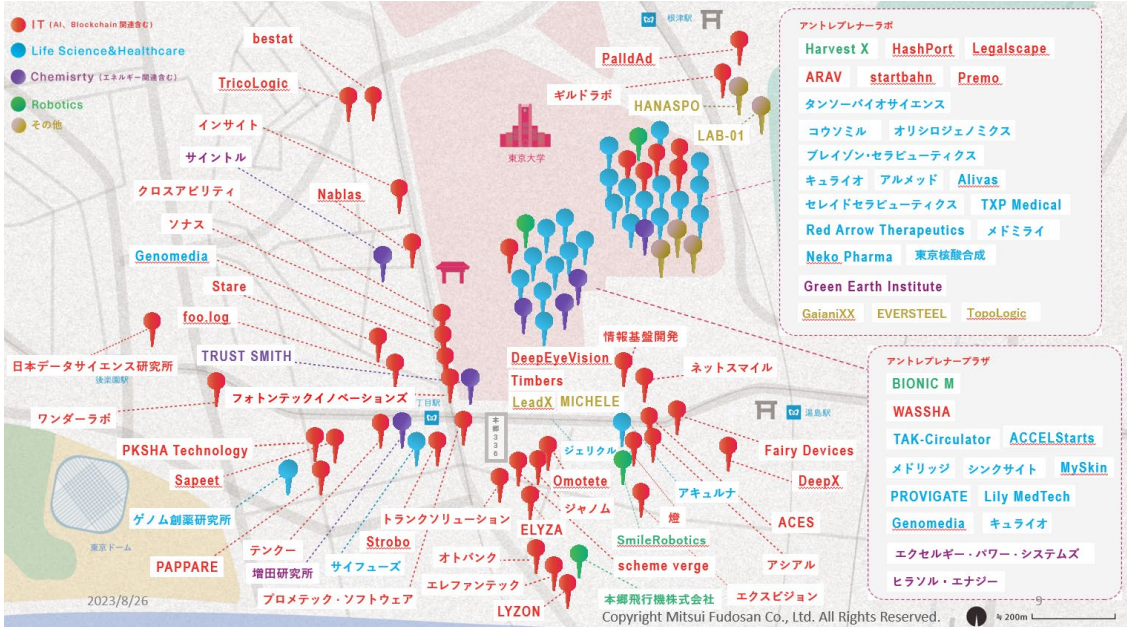 IT (AI、Blockchain 関連含む)
Life Science&Healthcare
Chemisrty (エネルギー関連含む)
Robotics
その他
bestat
TricoLogic
インサイト
サイントル
クロスアビリティ
Nablas
ソナス
Genomedia
Stare
foo.log
日本データサイエンス研究所
後楽園駅
TRUST SMITH
ワンダーラボ
フォトンテックイノベーションズ
丁目駅
PKSHA Technology
Sapeet
ゲノム創薬研究所
東京ドーム
PAPPARE
テンクー
増田研究所
プロメテック・ソフトウェア
サイフューズ
Strobo
トランクソリューション
本郷336
東京大学
根津駅
PalldAd
ギルドラボ
HANASPO
LAB-01
情報基盤開発
DeepEyeVision
Timbers
LeadX
MICHELE
ネットスマイル
湯島駅
ジェリクル
Fairy Devices
DeepX
アキュルナ
Omotete
ジャノム
燈
ACES
ELYZA
SmileRobotics
アシアル
オトバンク
scheme verge
エレファンテック
エクスビジョン
LYZON
本郷飛行機株式会社
アントレプレナーラボ
Harvest X HashPort Legalscape
ARAV startbahn Premo
タンソーバイオサイエンス
コウソミル オリシロジェノミクス
ブレイゾン・セラピューティクス
キュライオ アルメッド Alivas
セレイドセラピューティクス TXP Medical
Red Arrow Therapeutics メドミライ
Neko Pharma 東京核酸合成
Green Earth Institute
GaianiXX EVERSTEEL TopoLogic
アントレプレナープラザ
BIONIC M
WASSHA
TAK-Circulator ACCELStarts
メドリッジ シンクサイト MySkin
PROVIGATE Lily MedTech
Genomedia キュライオ
エクセルギー・パワー・システムズ
ヒラソル・エナジー
2023/8/26
9
Copyright Mitsui Fudosan Co., Ltd. All Rights Reserved.
≒ 200m